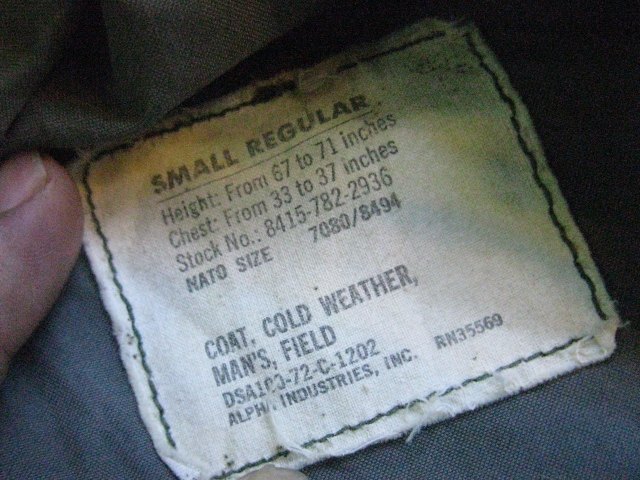 SMALL REGULAR
Height: From 67 to 71 inches
Chest: From 33 to 37 inches
Stock No.: 8415-782-2936
NATO SIZE 7080/8494
COAT, COLD WEATHER,
MAN'S, FIELD
DSA100-72-C-1202
ALPHA INDUSTRIES, INC. RN35569